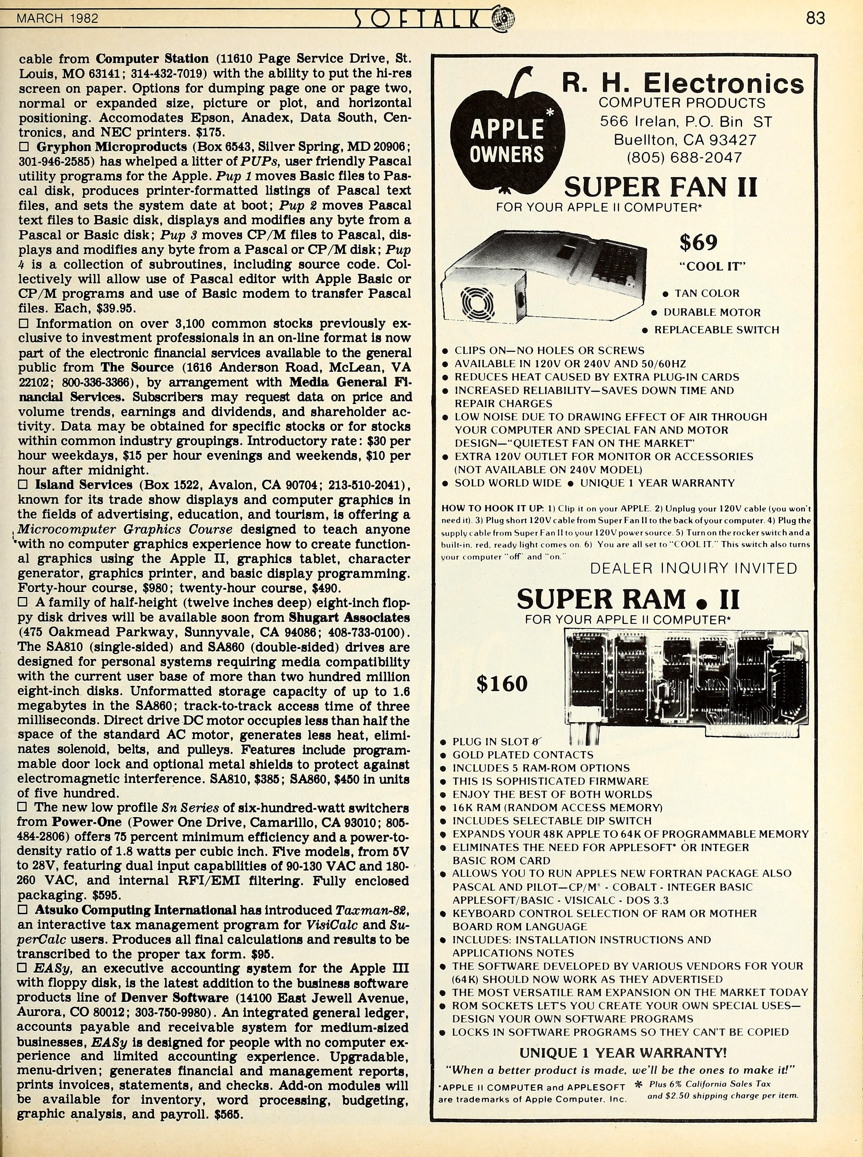 MARCH 1982
SOFTALK
83
cable from Computer Station (11610 Page Service Drive, St.
Louis, MO 63141; 314-432-7019) with the ability to put the hi-res
screen on paper. Options for dumping page one or page two,
normal or expanded size, picture or plot, and horizontal
positioning. Accomodates Epson, Anadex, Data South, Cen-
tronics, and NEC printers. $175.
□ Gryphon Microproducts (Box 6543, Silver Spring, MD 20906;
301-946-2585) has whelped a litter of PUPs, user friendly Pascal
utility programs for the Apple. Pup 1 moves Basic files to Pas-
cal disk, produces printer-formatted listings of Pascal text
files, and sets the system date at boot; Pup 2 moves Pascal
text files to Basic disk, displays and modifies any byte from a
Pascal or Basic disk; Pup 3 moves CP/M files to Pascal, dis-
plays and modifies any byte from a Pascal or CP/M disk; Pup
4 is a collection of subroutines, including source code. Col-
lectively will allow use of Pascal editor with Apple Basic or
CP/M programs and use of Basic modem to transfer Pascal
files. Each, $39.95.
□ Information on over 3,100 common stocks previously ex-
clusive to investment professionals in an on-line format is now
part of the electronic financial services available to the general
public from The Source (1616 Anderson Road, McLean, VA
22102; 800-336-3366), by arrangement with Media General Fi-
nancial Services. Subscribers may request data on price and
volume trends, earnings and dividends, and shareholder ac-
tivity. Data may be obtained for specific stocks or for stocks
within common industry groupings. Introductory rate: $30 per
hour weekdays, $15 per hour evenings and weekends, $10 per
hour after midnight.
□ Island Services (Box 1522, Avalon, CA 90704; 213-510-2041),
known for its trade show displays and computer graphics in
the fields of advertising, education, and tourism, is offering a
Microcomputer Graphics Course designed to teach anyone
with no computer graphics experience how to create function-
al graphics using the Apple II, graphics tablet, character
generator, graphics printer, and basic display programming.
Forty-hour course, $980; twenty-hour course, $490.
□ A family of half-height (twelve inches deep) eight-inch flop-
py disk drives will be available soon from Shugart Associates
(475 Oakmead Parkway, Sunnyvale, CA 94086; 408-733-0100).
The SA810 (single-sided) and SA860 (double-sided) drives are
designed for personal systems requiring media compatibility
with the current user base of more than two hundred million
eight-inch disks. Unformatted storage capacity of up to 1.6
megabytes in the SA860; track-to-track access time of three
milliseconds. Direct drive DC motor occupies less than half the
space of the standard AC motor, generates less heat, elimi-
nates solenoid, belts, and pulleys. Features include program-
mable door lock and optional metal shields to protect against
electromagnetic interference. SA810, $385; SA860, $450 in units
of five hundred.
□ The new low profile Sn Series of six-hundred-watt switchers
from Power-One (Power One Drive, Camarillo, CA 93010; 805-
484-2806) offers 75 percent minimum efficiency and a power-to-
density ratio of 1.8 watts per cubic inch. Five models, from 5V
to 28V, featuring dual input capabilities of 90-130 VAC and 180-
260 VAC, and internal RFI/EMI filtering. Fully enclosed
packaging. $595.
□ Atsuko Computing International has introduced Taxman-82,
an interactive tax management program for VisiCalc and Su-
perCalc users. Produces all final calculations and results to be
transcribed to the proper tax form. $95.
□ EASy, an executive accounting system for the Apple III
with floppy disk, is the latest addition to the business software
products line of Denver Software (14100 East Jewell Avenue,
Aurora, CO 80012; 303-750-9980). An integrated general ledger,
accounts payable and receivable system for medium-sized
businesses, EASy is designed for people with no computer ex-
perience and limited accounting experience. Upgradable,
menu-driven; generates financial and management reports,
prints invoices, statements, and checks. Add-on modules will
be available for inventory, word processing, budgeting,
graphic analysis, and payroll. $565.
APPLE *
OWNERS
R. H. Electronics
COMPUTER PRODUCTS
566 Irelan, P.O. Bin ST
Buellton, CA 93427
(805) 688-2047
SUPER FAN II
FOR YOUR APPLE II COMPUTER*
$69
"COOL IT"
• TAN COLOR
• DURABLE MOTOR
• REPLACEABLE SWITCH
• CLIPS ON—NO HOLES OR SCREWS
• AVAILABLE IN 120V OR 240V AND 50/60HZ
• REDUCES HEAT CAUSED BY EXTRA PLUG-IN CARDS
• INCREASED RELIABILITY—SAVES DOWN TIME AND
REPAIR CHARGES
• LOW NOISE DUE TO DRAWING EFFECT OF AIR THROUGH
YOUR COMPUTER AND SPECIAL FAN AND MOTOR
DESIGN—"QUIETEST FAN ON THE MARKET"
• EXTRA 120V OUTLET FOR MONITOR OR ACCESSORIES
(NOT AVAILABLE ON 240V MODEL)
• SOLD WORLD WIDE • UNIQUE 1 YEAR WARRANTY
HOW TO HOOK IT UP: 1) Clip it on your APPLE. 2) Unplug your 120V cable (you won't
need it). 3) Plug short 120V cable from Super Fan II to the back of your computer. 4) Plug the
supply cable from Super Fan II to your 120V power source. 5) Turn on the rocker switch and a
built-in, red, ready light comes on. 6) You are all set to "COOL IT." This switch also turns
your computer "off" and "on."
DEALER INQUIRY INVITED
SUPER RAM • II
FOR YOUR APPLE II COMPUTER*
$160
• PLUG IN SLOT 0
• GOLD PLATED CONTACTS
• INCLUDES 5 RAM-ROM OPTIONS
• THIS IS SOPHISTICATED FIRMWARE
• ENJOY THE BEST OF BOTH WORLDS
• 16K RAM (RANDOM ACCESS MEMORY)
• INCLUDES SELECTABLE DIP SWITCH
• EXPANDS YOUR 48K APPLE TO 64K OF PROGRAMMABLE MEMORY
• ELIMINATES THE NEED FOR APPLESOFT* OR INTEGER
BASIC ROM CARD
• ALLOWS YOU TO RUN APPLES NEW FORTRAN PACKAGE ALSO
PASCAL AND PILOT—CP/M® - COBALT - INTEGER BASIC
APPLESOFT/BASIC - VISICALC - DOS 3.3
• KEYBOARD CONTROL SELECTION OF RAM OR MOTHER
BOARD ROM LANGUAGE
• INCLUDES: INSTALLATION INSTRUCTIONS AND
APPLICATIONS NOTES
• THE SOFTWARE DEVELOPED BY VARIOUS VENDORS FOR YOUR
(64K) SHOULD NOW WORK AS THEY ADVERTISED
• THE MOST VERSATILE RAM EXPANSION ON THE MARKET TODAY
• ROM SOCKETS LET'S YOU CREATE YOUR OWN SPECIAL USES—
DESIGN YOUR OWN SOFTWARE PROGRAMS
• LOCKS IN SOFTWARE PROGRAMS SO THEY CAN'T BE COPIED
UNIQUE 1 YEAR WARRANTY!
"When a better product is made, we'll be the ones to make it!"
*APPLE II COMPUTER and APPLESOFT
are trademarks of Apple Computer, Inc.
* Plus 6% California Sales Tax
and $2.50 shipping charge per item.